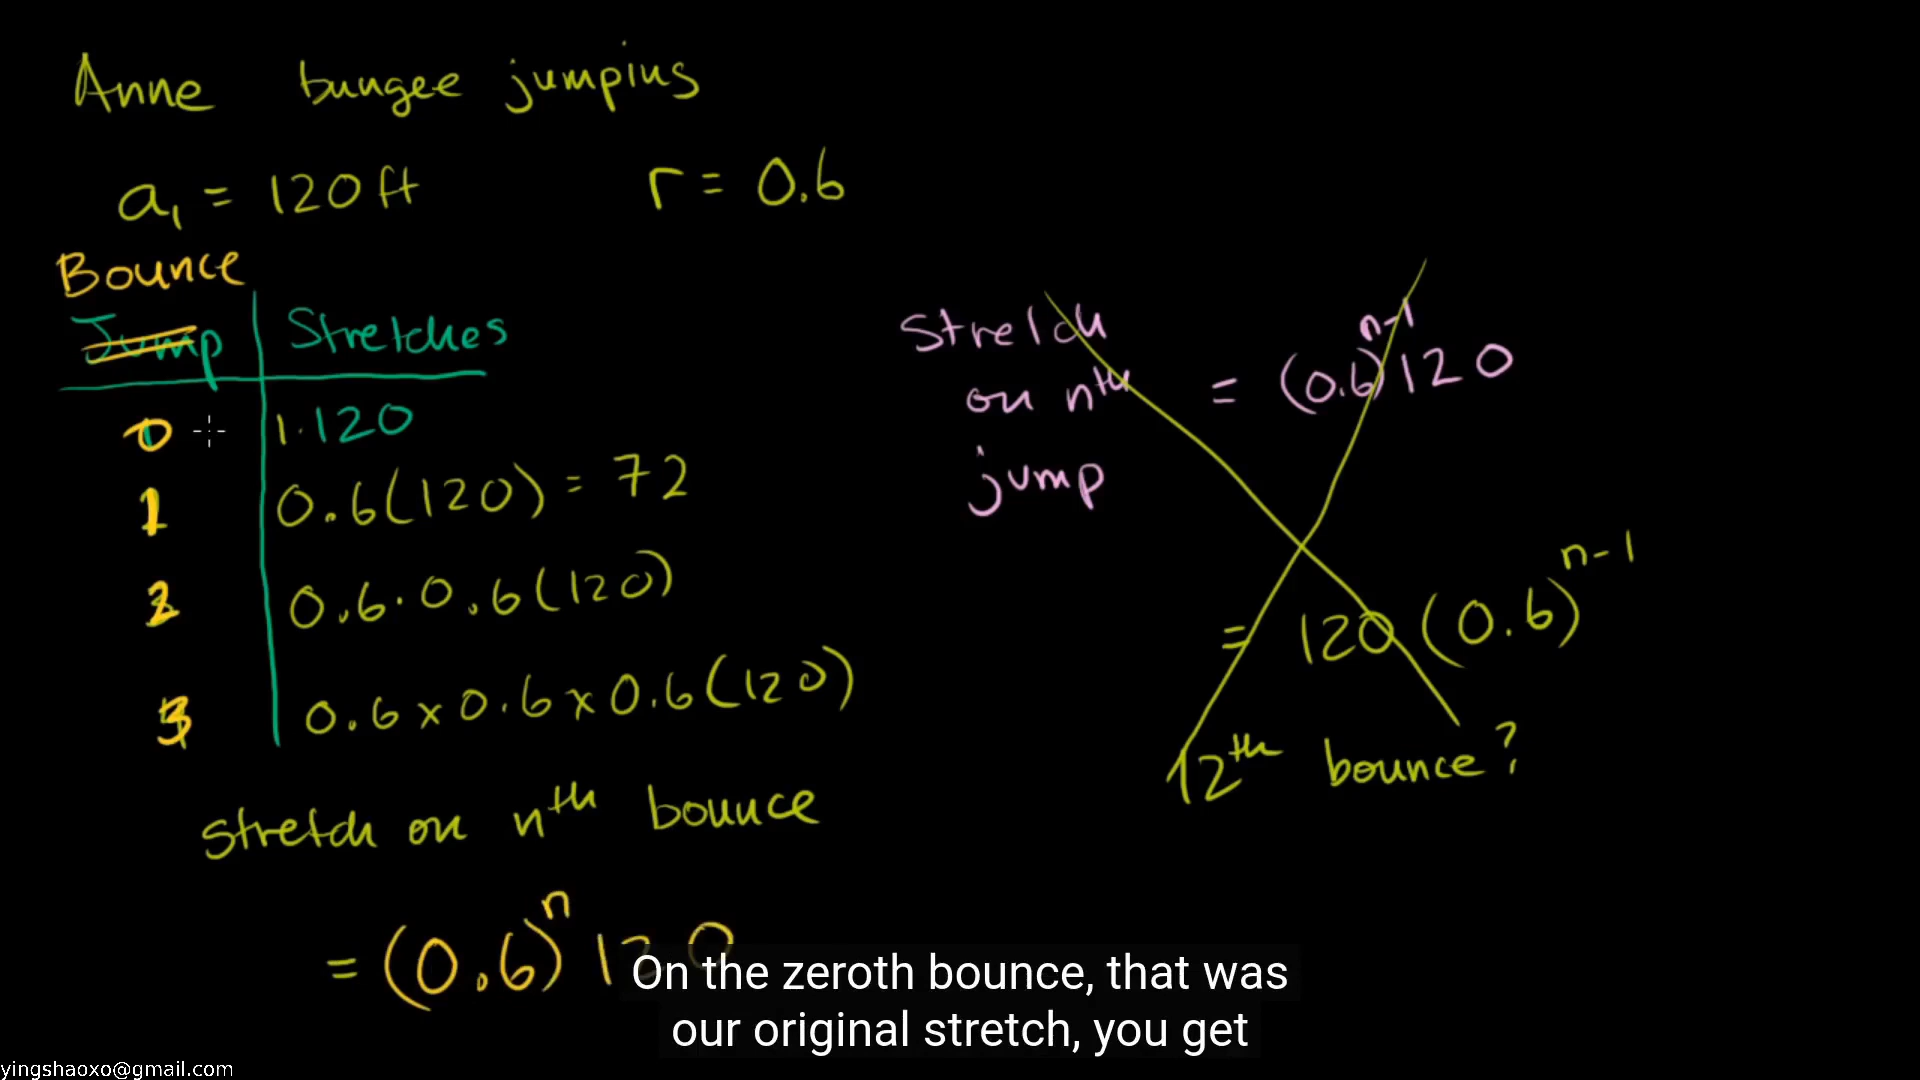 Anne bungee jumping
a₁ = 120 ft r = 0.6
Bounce
Jump Stretches
0 1·120
1 0.6(120) = 72
2 0.6·0.6(120)
3 0.6 x 0.6 x 0.6(120)
Stretch on nth bounce
= (0.6)ⁿ 120
Stretch
on nth = (0.6)ⁿ⁻¹ 120
jump
= 120(0.6)ⁿ⁻¹
12th bounce?
On the zeroth bounce, that was
our original stretch, you get
yingshaoxo@gmail.com